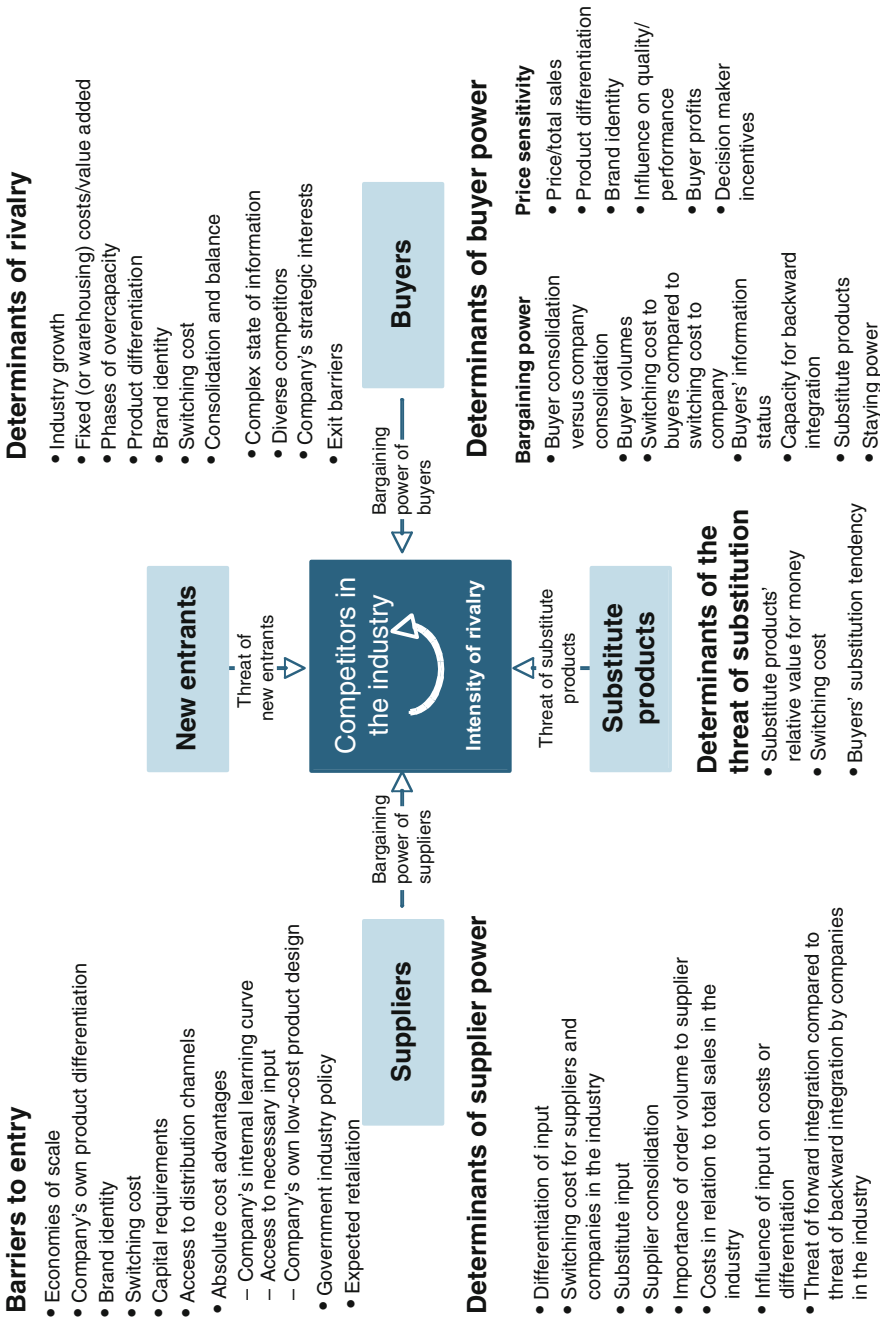 Barriers to entry
• Economies of scale
• Company's own product differentiation
• Brand identity
• Switching cost
• Capital requirements
• Access to distribution channels
• Absolute cost advantages
– Company's internal learning curve
– Access to necessary input
– Company's own low-cost product design
• Government industry policy
• Expected retaliation
Determinants of rivalry
• Industry growth
• Fixed (or warehousing) costs/value added
• Phases of overcapacity
• Product differentiation
• Brand identity
• Switching cost
• Consolidation and balance
• Complex state of information
• Diverse competitors
• Company's strategic interests
• Exit barriers
New entrants
Threat of
new entrants
Suppliers
Bargaining
power of
suppliers
Competitors in
the industry
Intensity of rivalry
Bargaining
power of
buyers
Buyers
Threat of substitute
products
Substitute
products
Determinants of supplier power
• Differentiation of input
• Switching cost for suppliers and
companies in the industry
• Substitute input
• Supplier consolidation
• Importance of order volume to supplier
• Costs in relation to total sales in the
industry
• Influence of input on costs or
differentiation
• Threat of forward integration compared to
threat of backward integration by companies
in the industry
Determinants of the
threat of substitution
• Substitute products'
relative value for money
• Switching cost
• Buyers' substitution tendency
Determinants of buyer power
Bargaining power
• Buyer consolidation
versus company
consolidation
• Buyer volumes
• Switching cost to
buyers compared to
switching cost to
company
• Buyers' information
status
• Capacity for backward
integration
• Substitute products
• Staying power
Price sensitivity
• Price/total sales
• Product differentiation
• Brand identity
• Influence on quality/
performance
• Buyer profits
• Decision maker
incentives